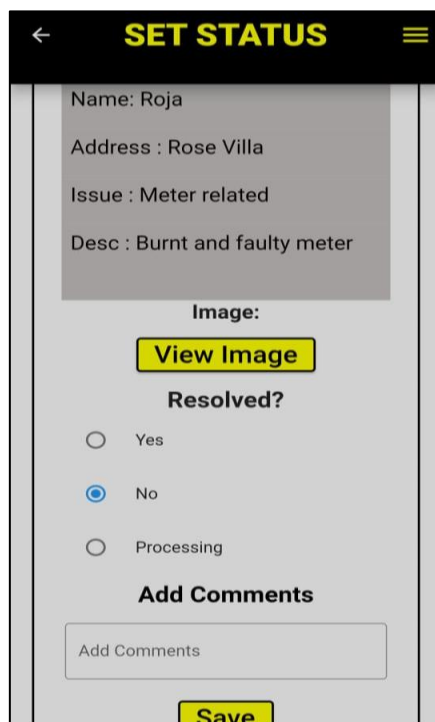 SET STATUS
Name: Roja
Address : Rose Villa
Issue : Meter related
Desc : Burnt and faulty meter
Image:
View Image
Resolved?
Yes
No
Processing
Add Comments
Add Comments
Save